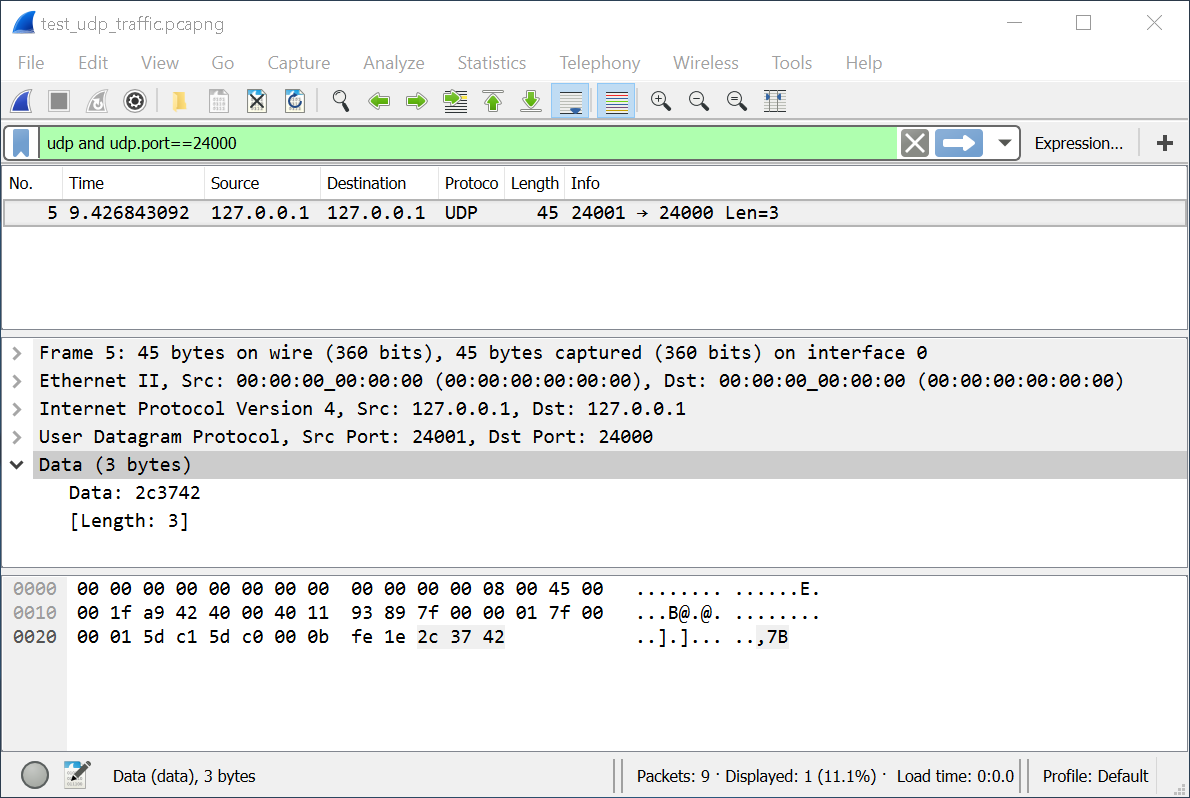 test_udp_traffic.pcapng
File Edit View Go Capture Analyze Statistics Telephony Wireless Tools Help
udp and udp.port==24000 Expression... +
No. Time Source Destination Protoco Length Info
5 9.426843092 127.0.0.1 127.0.0.1 UDP 45 24001 → 24000 Len=3
Frame 5: 45 bytes on wire (360 bits), 45 bytes captured (360 bits) on interface 0
Ethernet II, Src: 00:00:00_00:00:00 (00:00:00:00:00:00), Dst: 00:00:00_00:00:00 (00:00:00:00:00:00)
Internet Protocol Version 4, Src: 127.0.0.1, Dst: 127.0.0.1
User Datagram Protocol, Src Port: 24001, Dst Port: 24000
Data (3 bytes)
Data: 2c3742
[Length: 3]
0000 00 00 00 00 00 00 00 00 00 00 00 00 08 00 45 00 ........ ......E.
0010 00 1f a9 42 40 00 40 11 93 89 7f 00 00 01 7f 00 ...B@.@. ........
0020 00 01 5d c1 5d c0 00 0b fe 1e 2c 37 42 ..].]... ..,7B
Data (data), 3 bytes Packets: 9 · Displayed: 1 (11.1%) · Load time: 0:0.0 Profile: Default